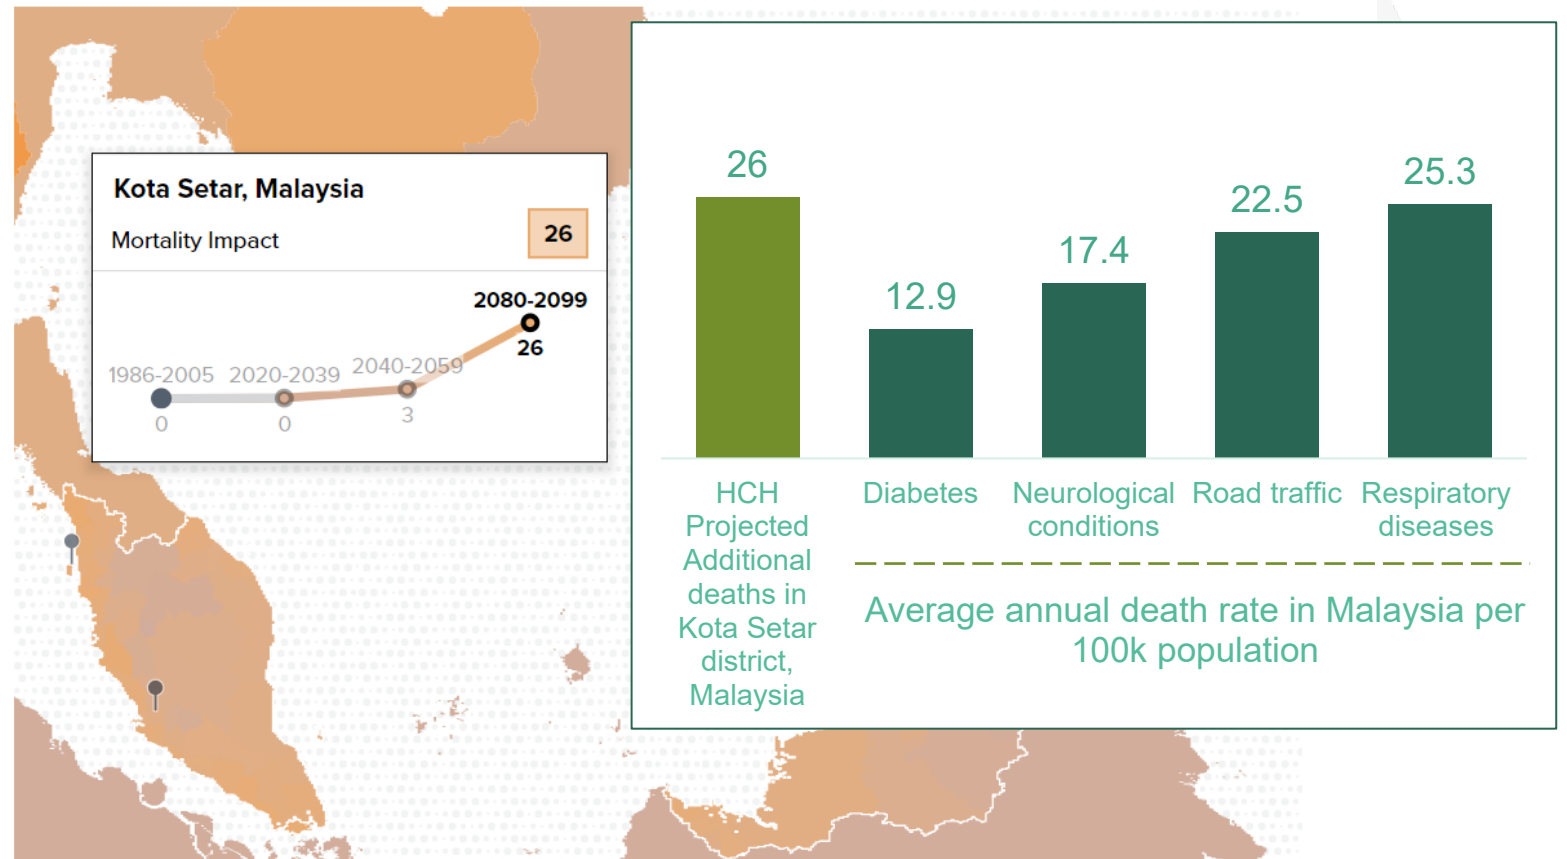 Kota Setar, Malaysia
Mortality Impact
26
2080-2099
26
1986-2005
2020-2039
2040-2059
0
0
3
26
12.9
17.4
22.5
25.3
HCH
Projected
Additional
deaths in
Kota Setar
district,
Malaysia
Diabetes
Neurological
conditions
Road traffic
Respiratory
diseases
Average annual death rate in Malaysia per
100k population